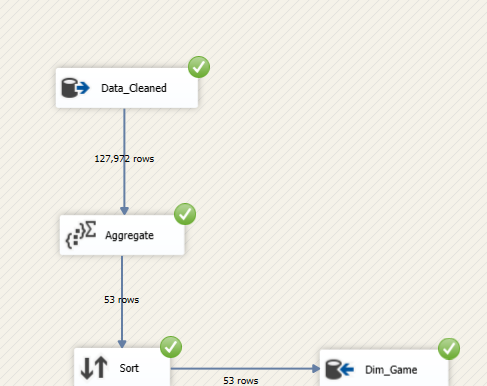 Data_Cleaned
127,972 rows
Aggregate
53 rows
Sort
53 rows
Dim_Game